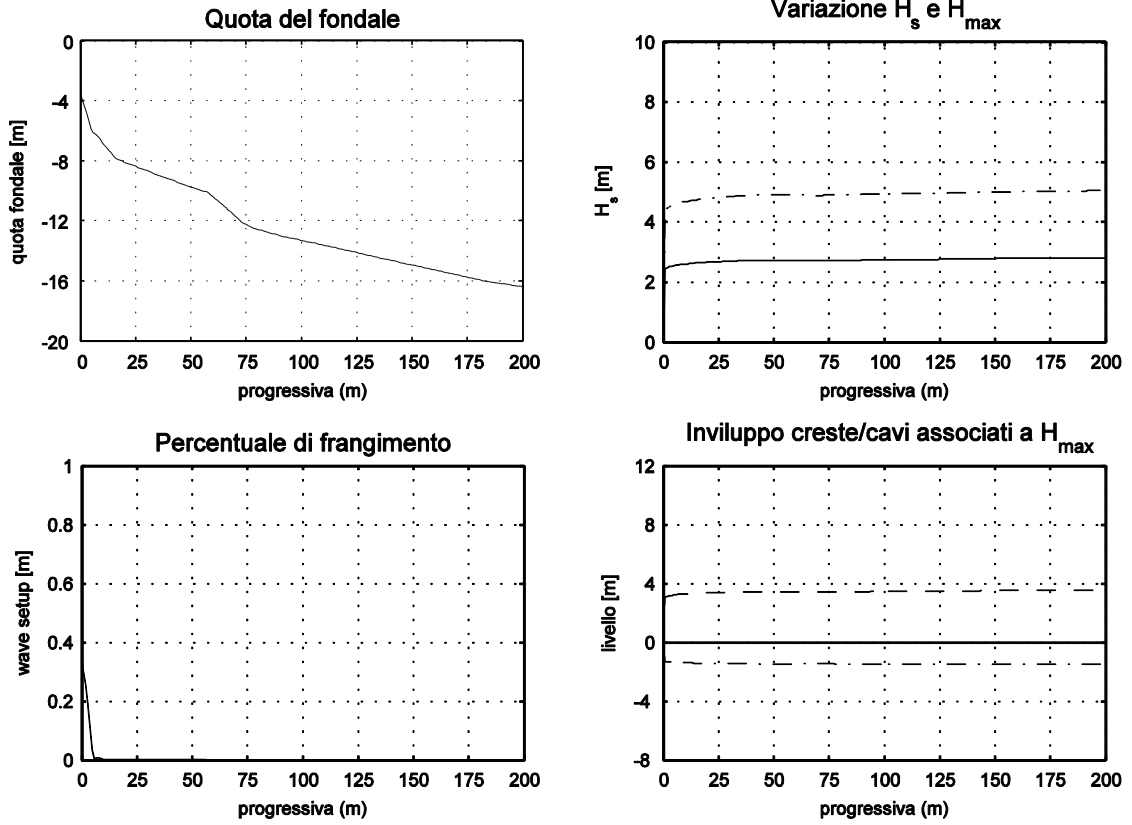 Quota del fondale
0
-4
-8
-12
-16
-20
quota fondale [m]
0 25 50 75 100 125 150 175 200
progressiva (m)
Variazione Hs e Hmax
10
8
6
4
2
0
Hs [m]
0 25 50 75 100 125 150 175 200
progressiva (m)
Percentuale di frangimento
1
0.8
0.6
0.4
0.2
0
wave setup [m]
0 25 50 75 100 125 150 175 200
progressiva (m)
Inviluppo creste/cavi associati a Hmax
12
8
4
0
-4
-8
livello [m]
0 25 50 75 100 125 150 175 200
progressiva (m)